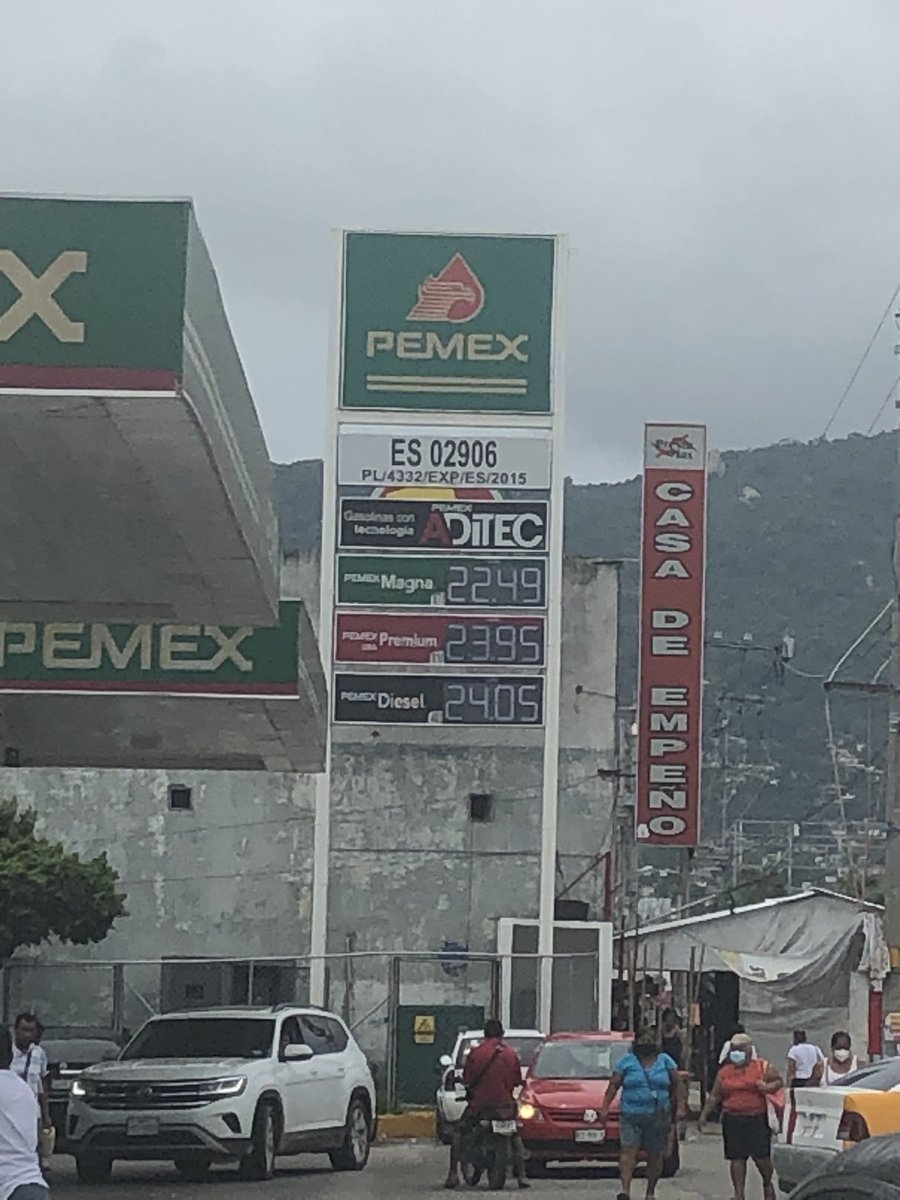 X
PEMEX
PEMEX
ES 02906
PL/4332/EXP/ES/2015
Gasolinas con
tecnología
PEMEX
ADITEC
PEMEX Magna 22.49
PEMEX Premium 23.95
PEMEX Diesel 24.05
CASA DE EMPEÑO